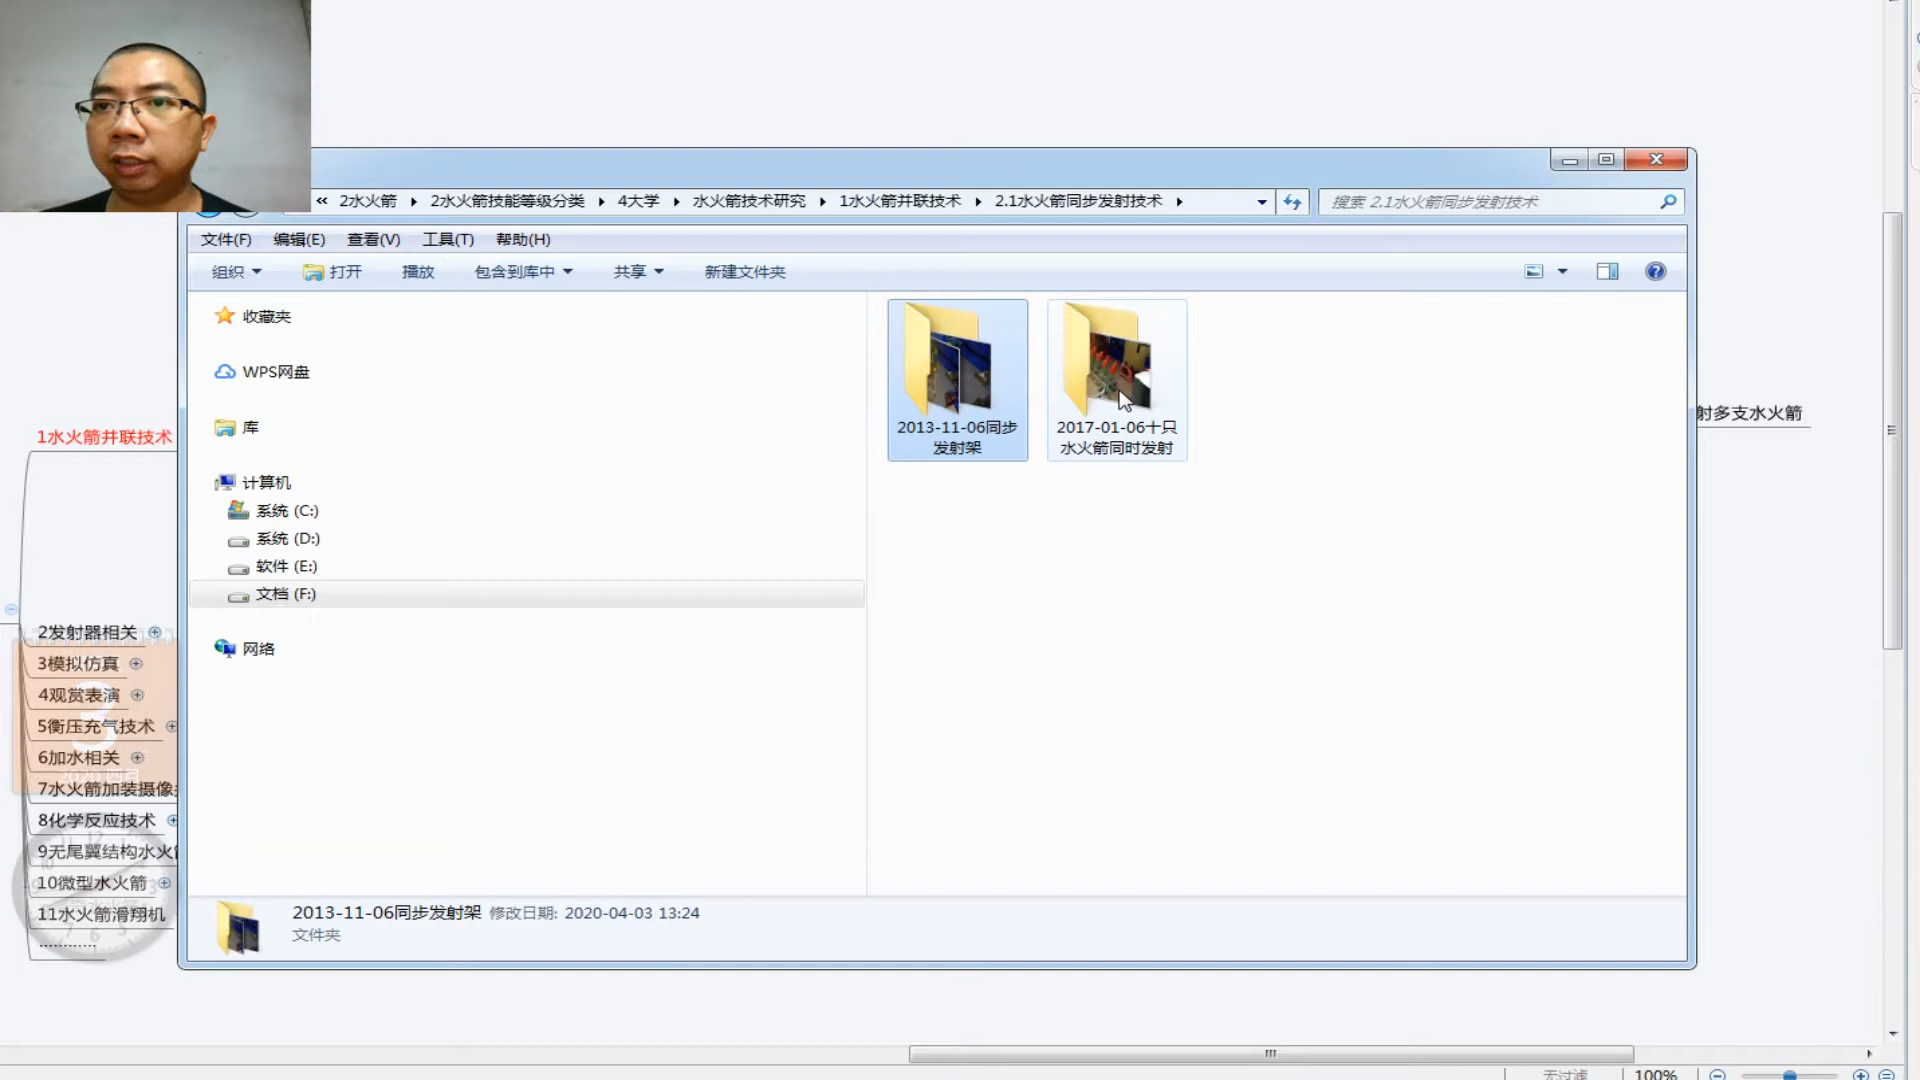 « 2水火箭 ▸ 2水火箭技能等级分类 ▸ 4大学 ▸ 水火箭技术研究 ▸ 1水火箭并联技术 ▸ 2.1水火箭同步发射技术 ▸
搜索 2.1水火箭同步发射技术
文件(F) 编辑(E) 查看(V) 工具(T) 帮助(H)
组织 打开 播放 包含到库中 共享 新建文件夹
收藏夹
WPS网盘
库
计算机
系统 (C:)
系统 (D:)
软件 (E:)
文档 (F:)
网络
2013-11-06同步
发射架
2017-01-06十只
水火箭同时发射
2013-11-06同步发射架 修改日期: 2020-04-03 13:24
文件夹
射多支水火箭
1水火箭并联技术
2发射器相关
3模拟仿真
4观赏表演
5衡压充气技术
6加水相关
7水火箭加装摄像
8化学反应技术
9无尾翼结构水火
10微型水火箭
11水火箭滑翔机
............
3
无过滤
100%